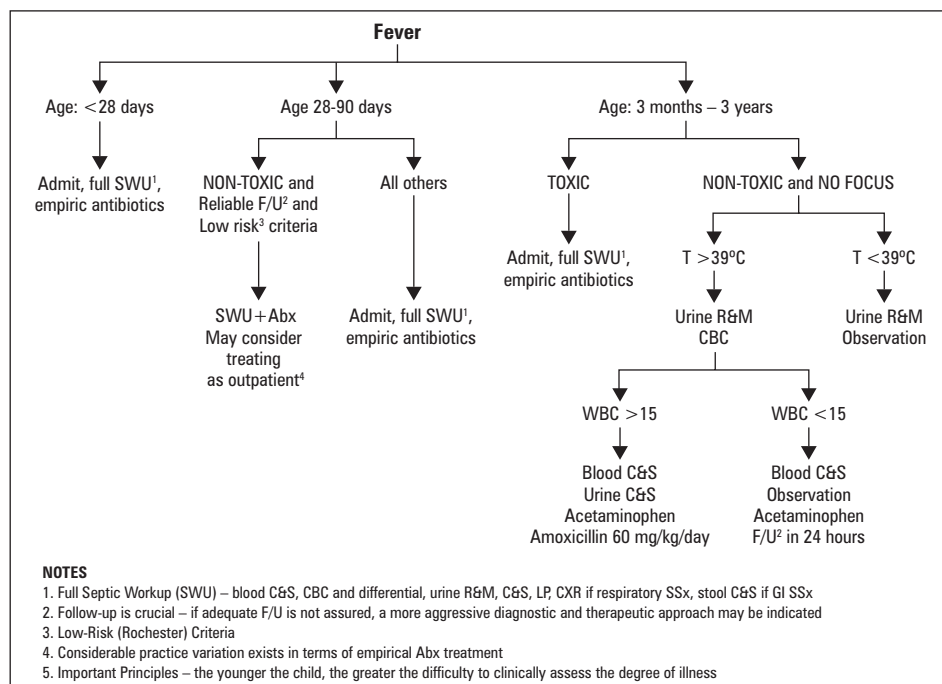 Fever
Age: <28 days
Age 28-90 days
Age: 3 months – 3 years
Admit, full SWU¹,
empiric antibiotics
NON-TOXIC and
Reliable F/U² and
Low risk³ criteria
All others
TOXIC
NON-TOXIC and NO FOCUS
SWU+Abx
May consider
treating
as outpatient⁴
Admit, full SWU¹,
empiric antibiotics
Admit, full SWU¹,
empiric antibiotics
T >39ºC
T <39ºC
Urine R&M
CBC
Urine R&M
Observation
WBC >15
WBC <15
Blood C&S
Urine C&S
Acetaminophen
Amoxicillin 60 mg/kg/day
Blood C&S
Observation
Acetaminophen
F/U² in 24 hours
NOTES
1. Full Septic Workup (SWU) – blood C&S, CBC and differential, urine R&M, C&S, LP, CXR if respiratory SSx, stool C&S if GI SSx
2. Follow-up is crucial – if adequate F/U is not assured, a more aggressive diagnostic and therapeutic approach may be indicated
3. Low-Risk (Rochester) Criteria
4. Considerable practice variation exists in terms of empirical Abx treatment
5. Important Principles – the younger the child, the greater the difficulty to clinically assess the degree of illness